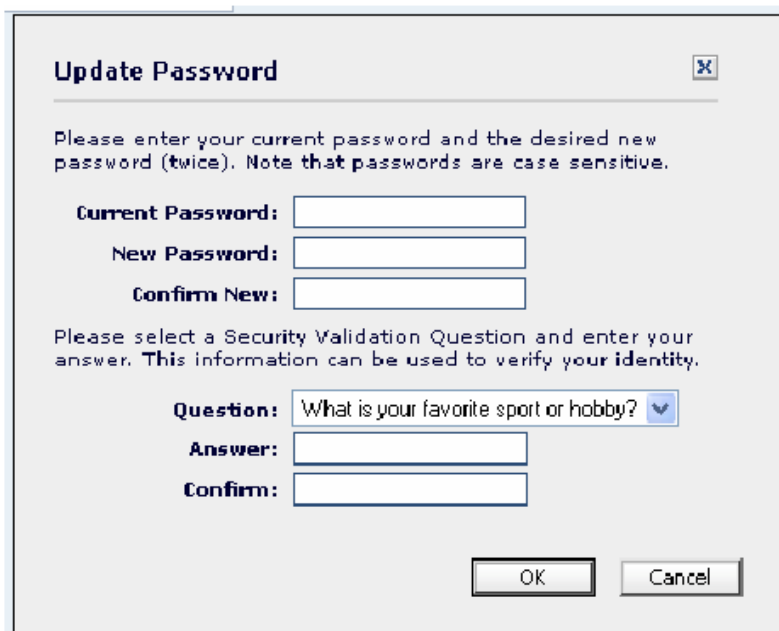 Update Password
Please enter your current password and the desired new
password (twice). Note that passwords are case sensitive.
Current Password:
New Password:
Confirm New:
Please select a Security Validation Question and enter your
answer. This information can be used to verify your identity.
Question: What is your favorite sport or hobby?
Answer:
Confirm:
OK Cancel